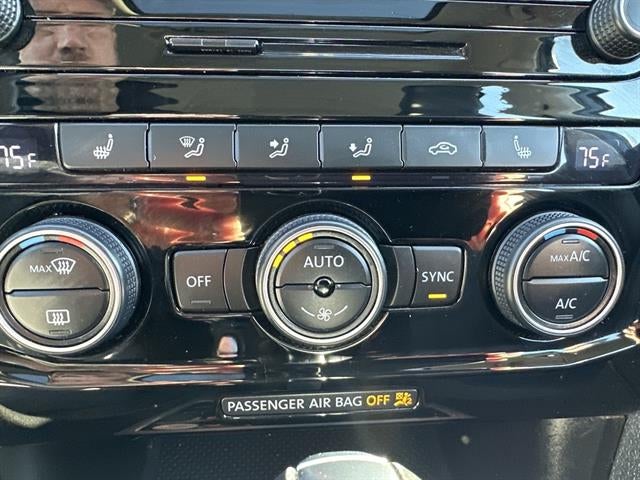 75F
75F
MAX
OFF
AUTO
SYNC
MAX A/C
A/C
PASSENGER AIR BAG OFF